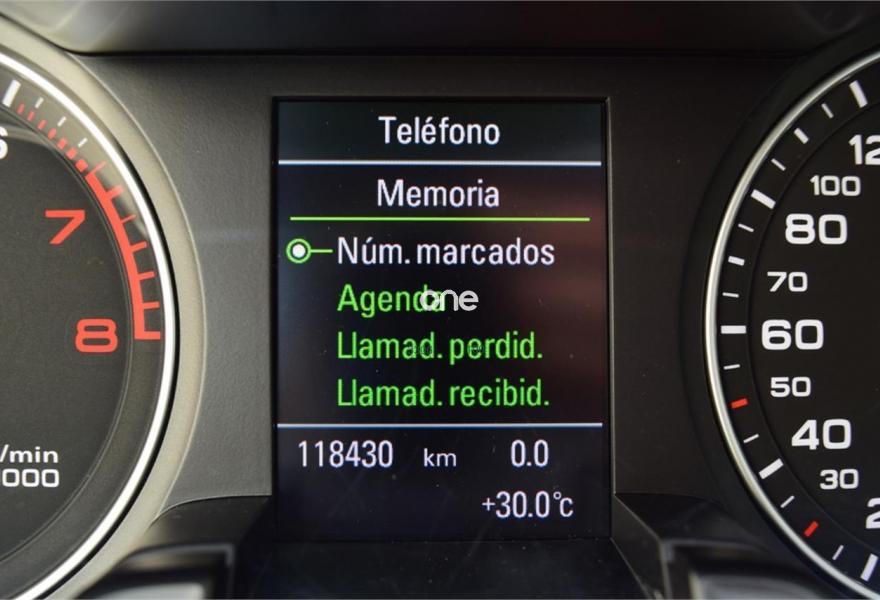 Teléfono
Memoria
Núm. marcados
Agenda
one
Llamad. perdid.
Llamad. recibid.
118430 km 0.0
+30.0°c
7
8
/min
000
100
80
70
60
50
40
30